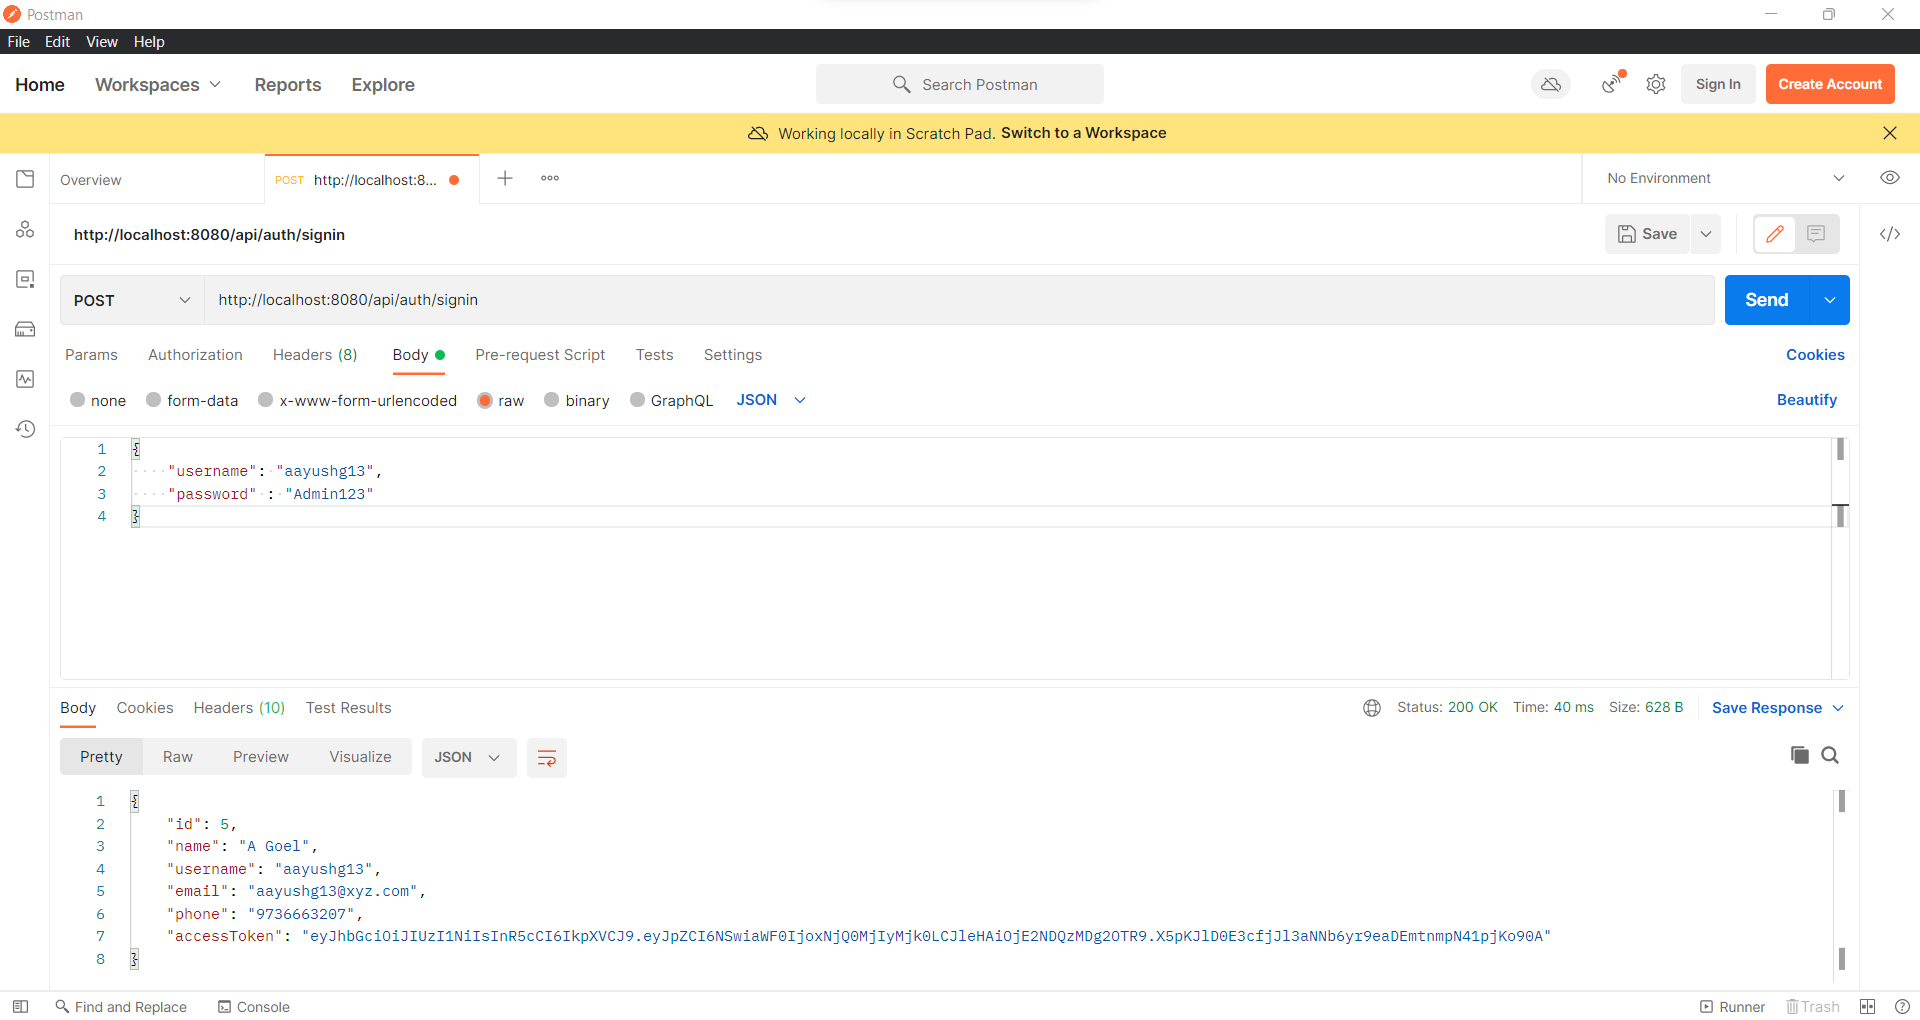 Postman
File Edit View Help
Home Workspaces Reports Explore Search Postman Sign In Create Account
Working locally in Scratch Pad. Switch to a Workspace
Overview POST http://localhost:8... No Environment
http://localhost:8080/api/auth/signin Save
POST http://localhost:8080/api/auth/signin Send
Params Authorization Headers (8) Body Pre-request Script Tests Settings Cookies
none form-data x-www-form-urlencoded raw binary GraphQL JSON Beautify
1 {
2 "username": "aayushg13",
3 "password" : "Admin123"
4 }
Body Cookies Headers (10) Test Results Status: 200 OK Time: 40 ms Size: 628 B Save Response
Pretty Raw Preview Visualize JSON
1 {
2 "id": 5,
3 "name": "A Goel",
4 "username": "aayushg13",
5 "email": "aayushg13@xyz.com",
6 "phone": "9736663207",
7 "accessToken": "eyJhbGciOiJIUzI1NiIsInR5cCI6IkpXVCJ9.eyJpZCI6NSwiaWF0IjoxNjQ0MjIyMjk0LCJleHAiOjE2NDQzMDg2OTR9.X5pKJlD0E3cfjJl3aNNb6yr9eaDEmtnmpN41pjKo90A"
8 }
Find and Replace Console Runner Trash